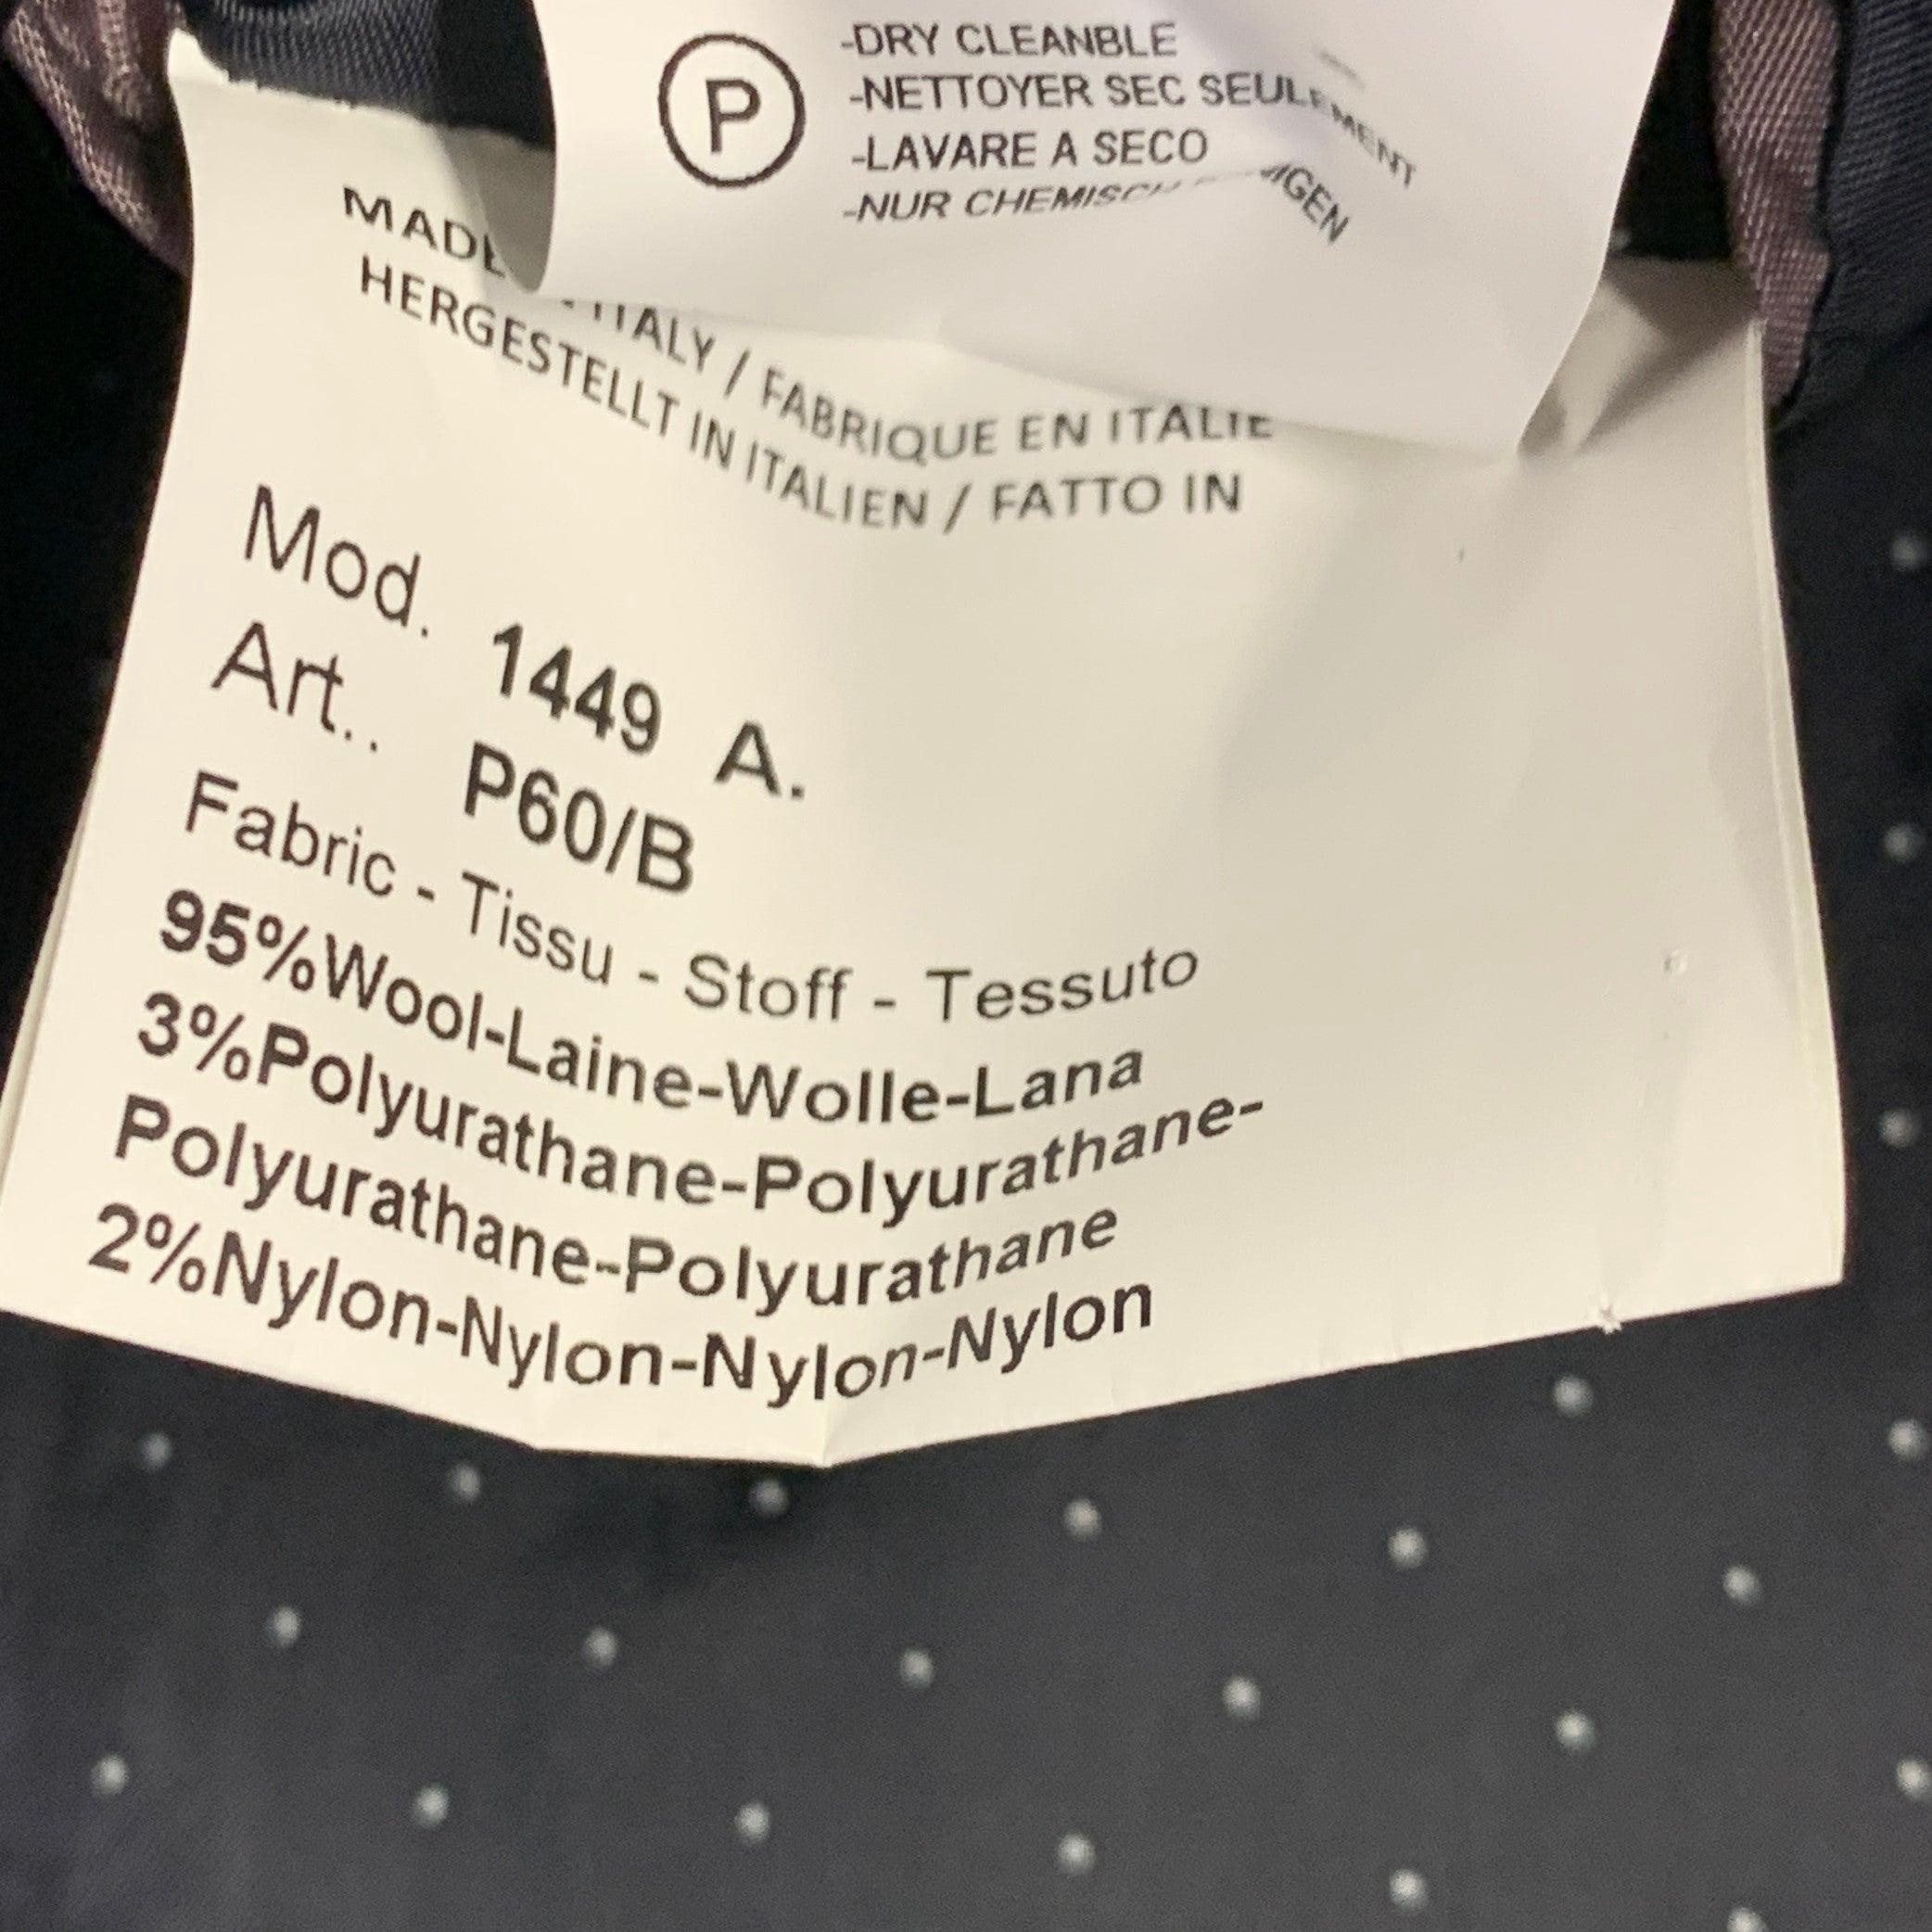 P
-DRY CLEANBLE
-NETTOYER SEC SEULEMENT
-LAVARE A SECO
-NUR CHEMISCH
ITALY / FABRIQUE EN ITALIE
HERGESTELLT IN ITALIEN / FATTO IN
Mod. 1449 A.
Art.. P60/B
Fabric - Tissu - Stoff - Tessuto
95%Wool-Laine-Wolle-Lana
3%Polyurathane-Polyurathane-
Polyurathane-Polyurathane
2%Nylon-Nylon-Nylon-Nylon